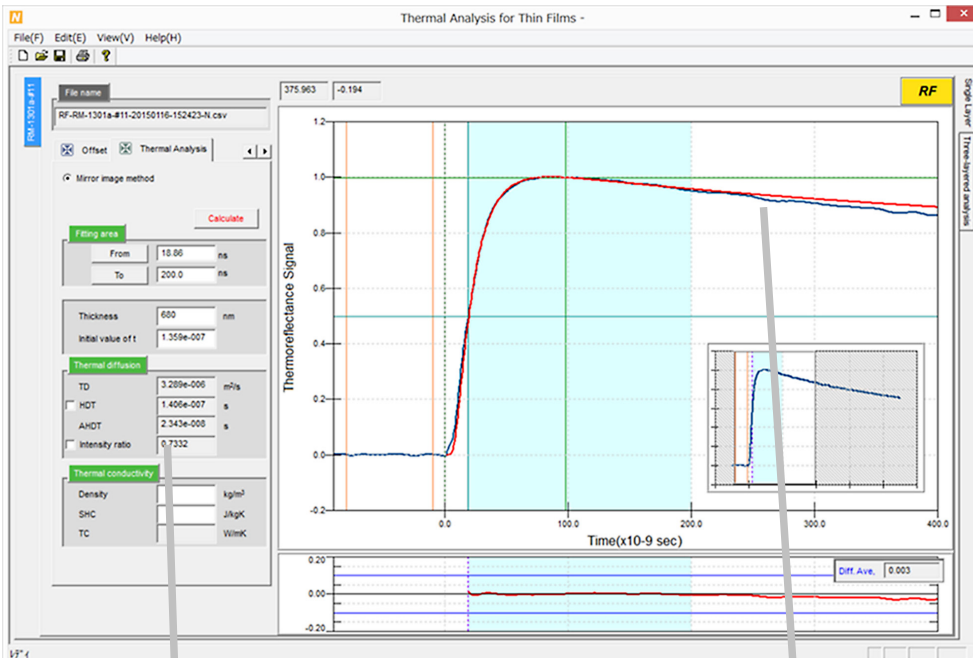 N
Thermal Analysis for Thin Films -
File(F) Edit(E) View(V) Help(H)
RM-1301a-#11
File name
RF-RM-1301a-#11-20150116-152423-N.csv
Offset Thermal Analysis
Mirror image method
Calculate
Fitting area
From 18.86 ns
To 200.0 ns
Thickness 680 nm
Initial value of t 1.359e-007
Thermal diffusion
TD 3.289e-006 m²/s
HDT 1.406e-007 s
AHDT 2.343e-008 s
Intensity ratio 0.7332
Thermal conductivity
Density kg/m³
SHC J/kgK
TC W/mK
375.963 -0.194
RF
Single Layer
Three-layered analysis
Thermoreflectance Signal
1.2
1.0
0.8
0.6
0.4
0.2
0.0
-0.2
0.0 100.0 200.0 300.0 400.0
Time(x10-9 sec)
0.20
0.00
-0.20
Diff. Ave, 0.003
ﾚﾃﾞｨ